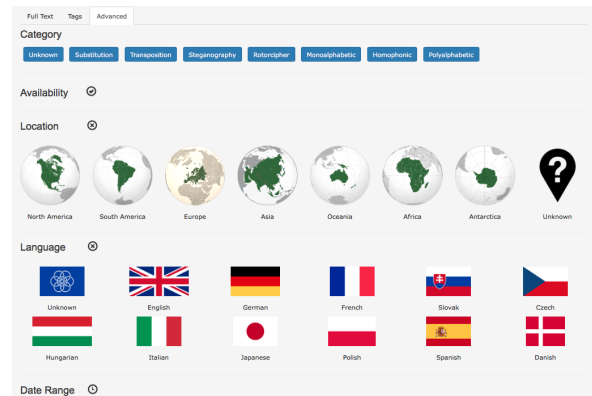 Full Text Tags Advanced
Category
Unknown Substitution Transposition Steganography Rotorcipher Monoalphabetic Homophonic Polyalphabetic
Availability
Location
?
North America South America Europe Asia Oceania Africa Antarctica Unknown
Language
Unknown English German French Slovak Czech
Hungarian Italian Japanese Polish Spanish Danish
Date Range